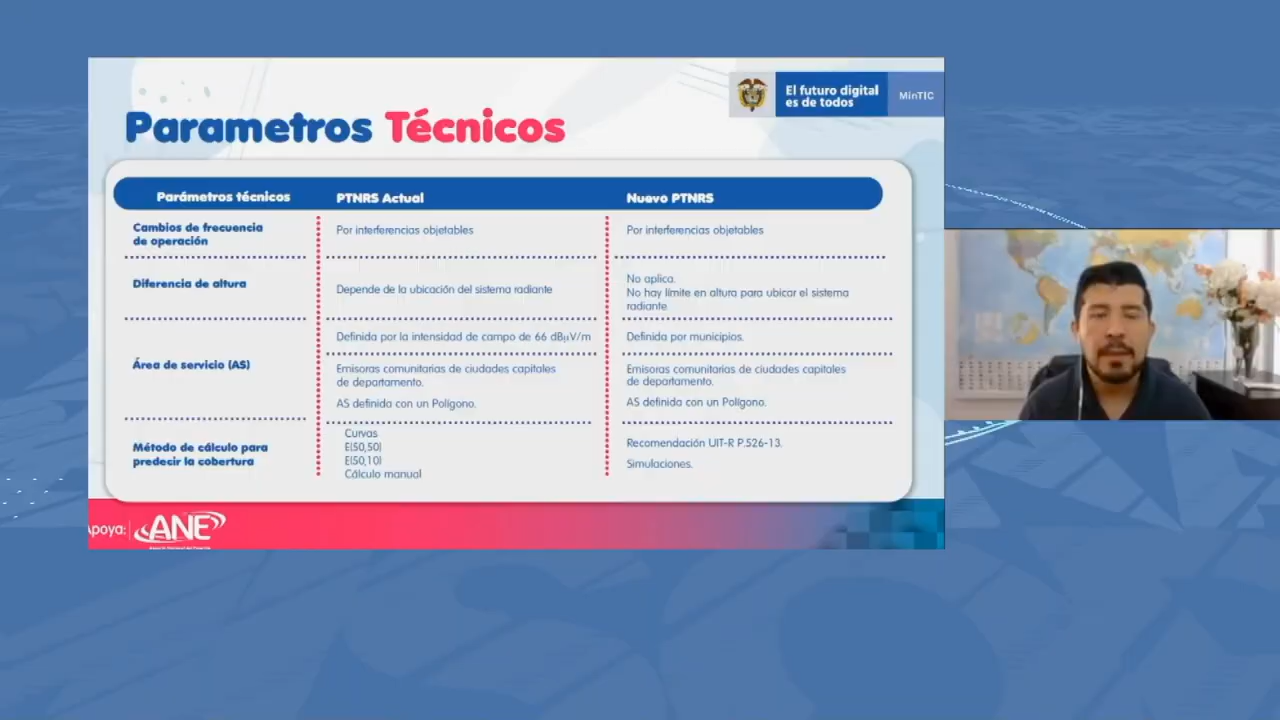 El futuro digital
es de todos
MinTIC
Parametros Técnicos
Parámetros técnicos
PTNRS Actual
Nuevo PTNRS
Cambios de frecuencia
de operación
Por interferencias objetables
Por interferencias objetables
Diferencia de altura
Depende de la ubicación del sistema radiante
No aplica.
No hay límite en altura para ubicar el sistema
radiante.
Área de servicio (AS)
Definida por la intensidad de campo de 66 dBµV/m
Definida por municipios.
Emisoras comunitarias de ciudades capitales
de departamento.
AS definida con un Polígono.
Emisoras comunitarias de ciudades capitales
de departamento.
AS definida con un Polígono.
Método de cálculo para
predecir la cobertura
Curvas
E(50,50)
E(50,10)
Cálculo manual
Recomendación UIT-R P.526-13.
Simulaciones.
Apoya:
ANE